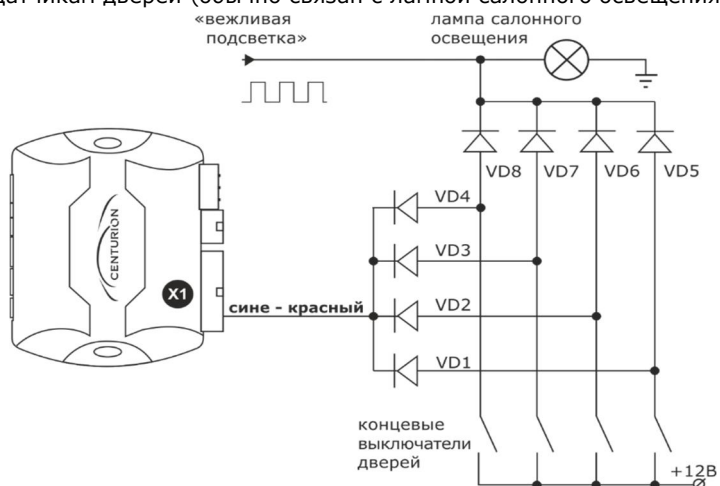 датчикам дверей (обычно связан с лампой салонного освещения
«вежливая
подсветка»
лампа салонного
освещения
VD8 VD7 VD6 VD5
VD4
VD3
CENTURION
X1
сине - красный
VD2
VD1
концевые
выключатели
дверей
+12В